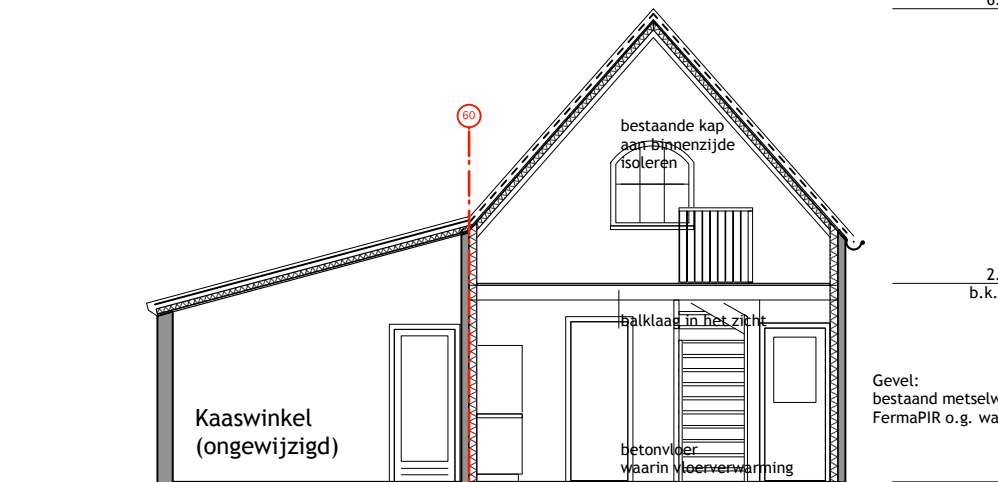 6.
60
bestaande kap
aan binnenzijde
isoleren
2.
b.k.
balklaag in het zicht
Gevel:
bestaand metselw
FermaPIR o.g. wa
Kaaswinkel
(ongewijzigd)
betonvloer
waarin vloerverwarming